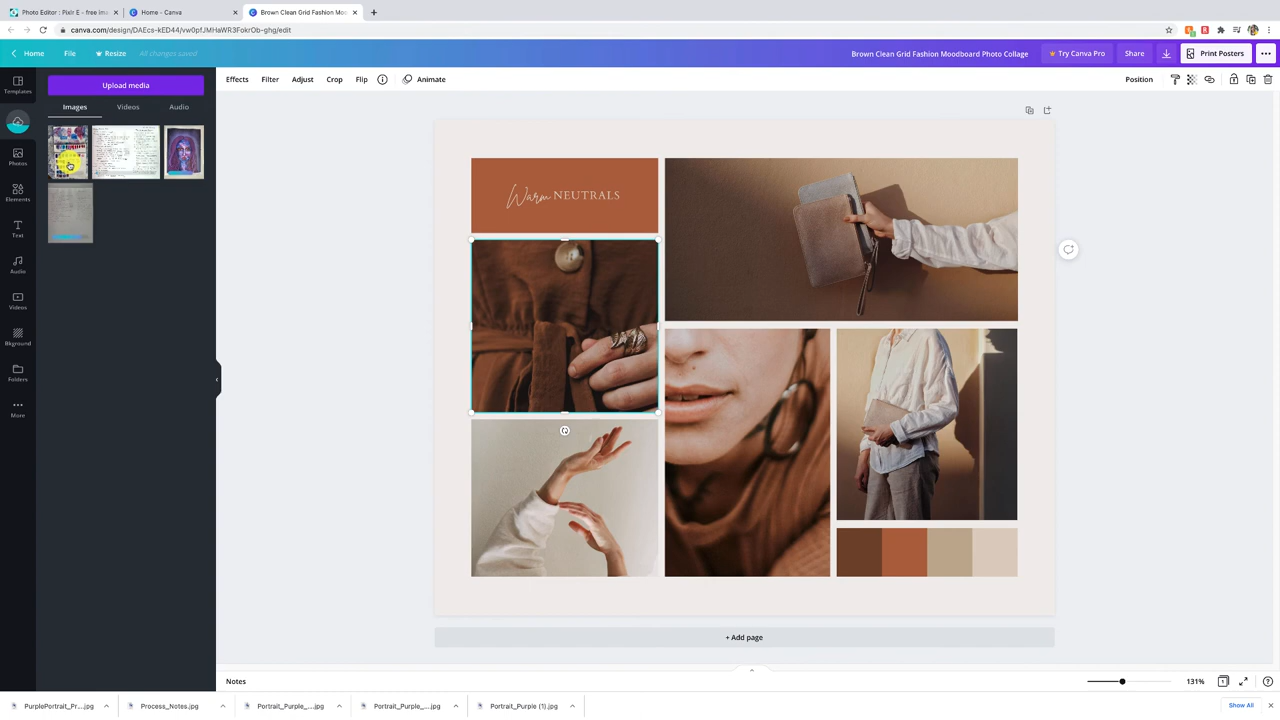 Photo Editor : Pixlr E - free ima
Home - Canva
Brown Clean Grid Fashion Moo
canva.com/design/DAEcs-kED44/vw0pfJMHaWR3FokrOb-ghg/edit
Home
File
Resize
All changes saved
Brown Clean Grid Fashion Moodboard Photo Collage
Try Canva Pro
Share
Print Posters
Effects
Filter
Adjust
Crop
Flip
Animate
Position
Templates
Photos
Elements
Text
Audio
Videos
Bkground
Folders
More
Upload media
Images
Videos
Audio
Warm NEUTRALS
+ Add page
Notes
131%
1
PurplePortrait_Pr....jpg
Process_Notes.jpg
Portrait_Purple_....jpg
Portrait_Purple_....jpg
Portrait_Purple (1).jpg
Show All